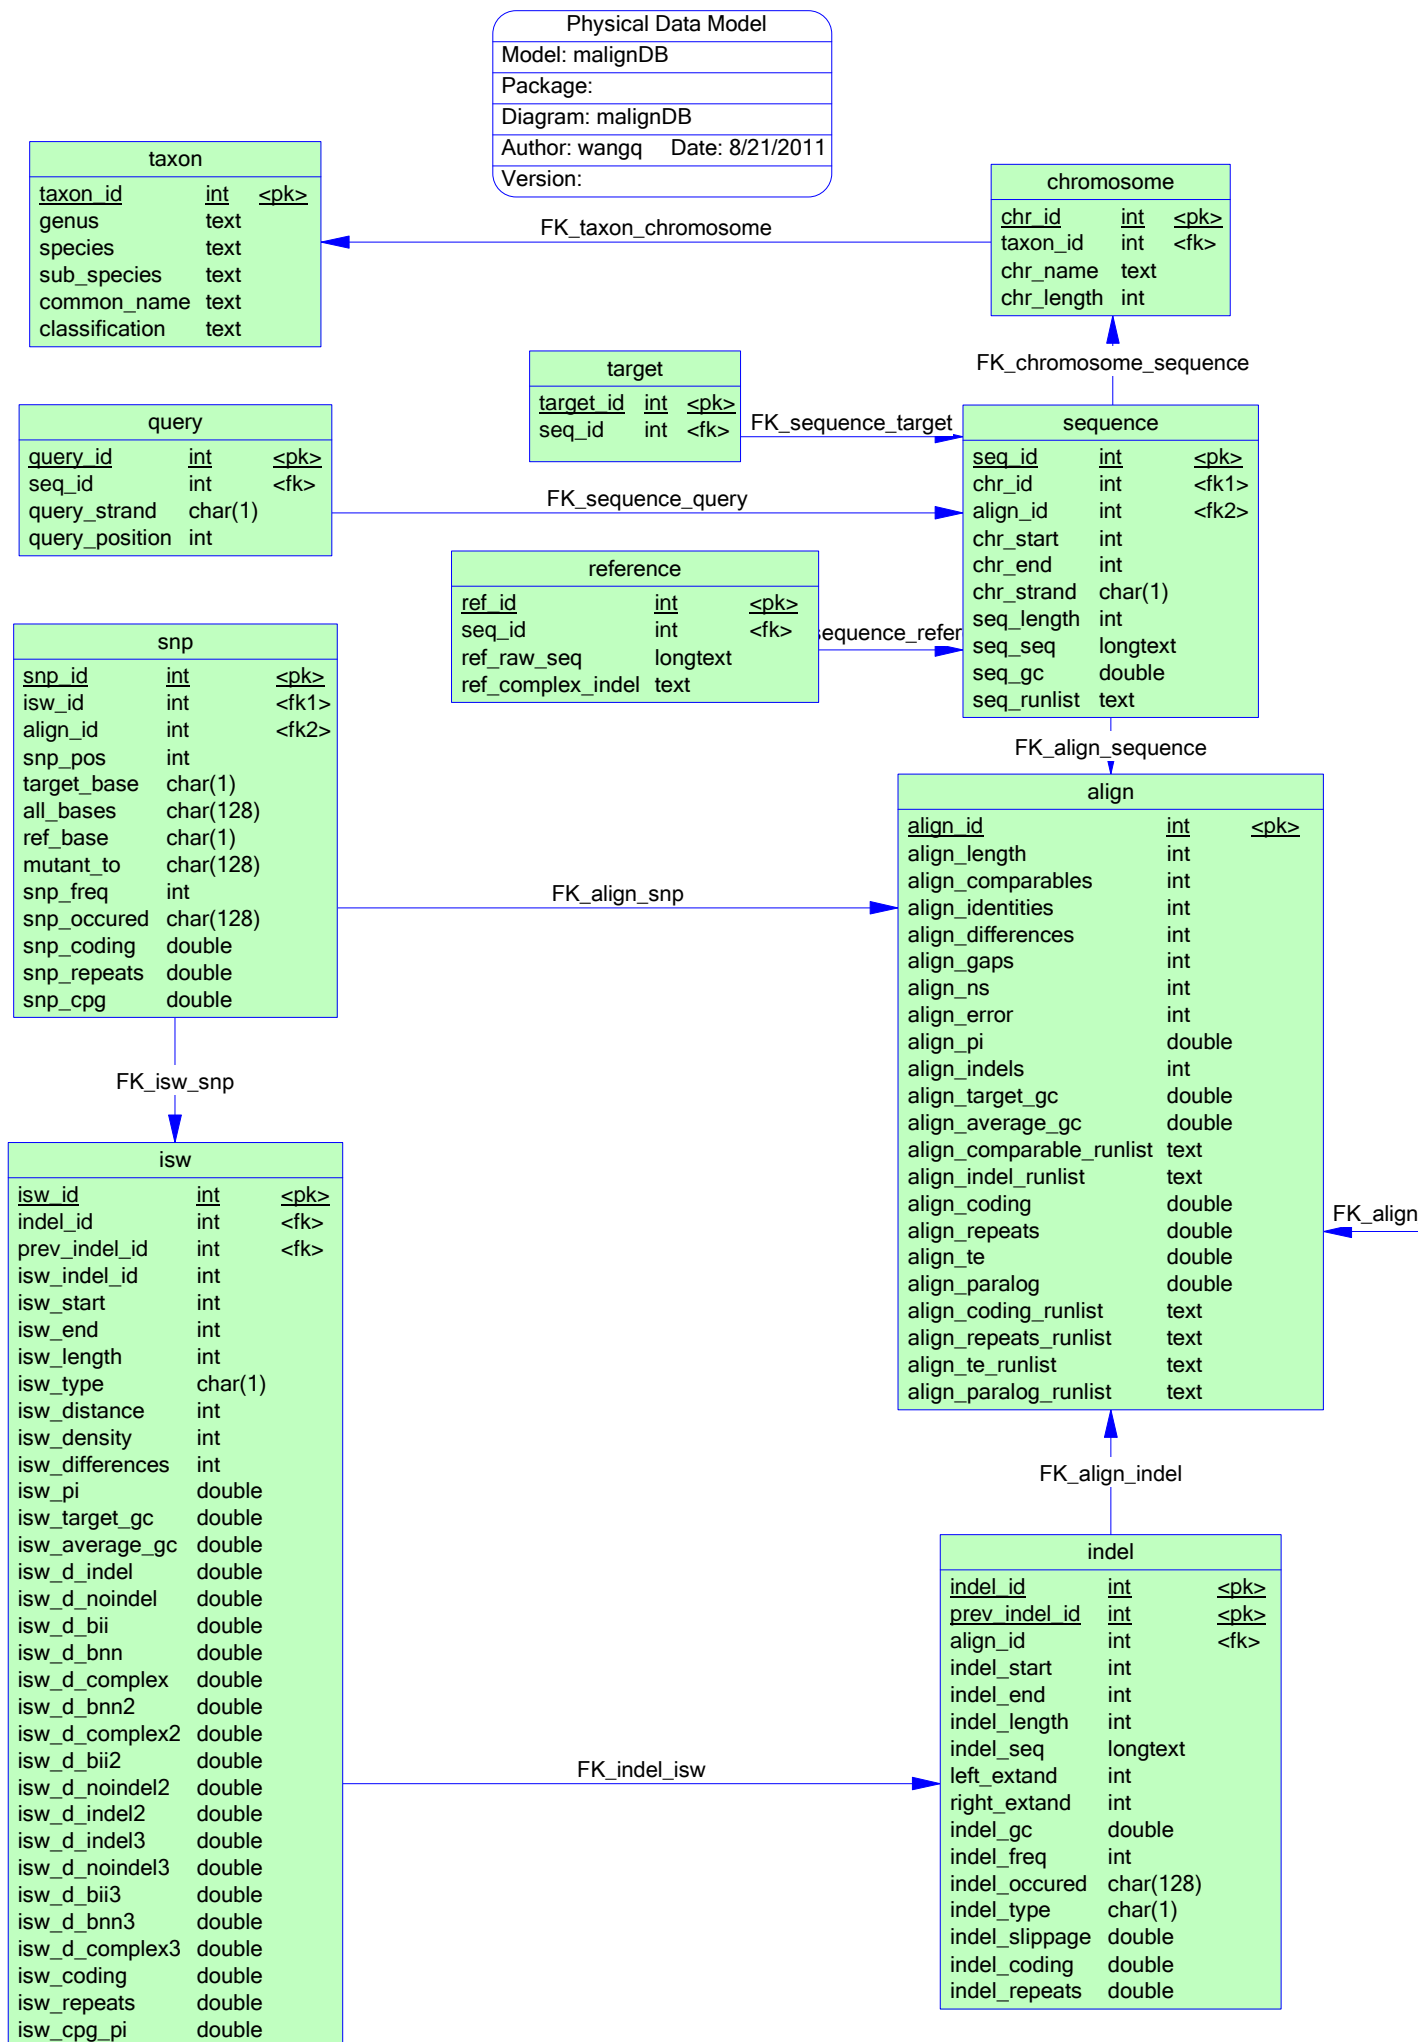 Physical Data Model
Model: malignDB
Package:
Diagram: malignDB
Author: wangq Date: 8/21/2011
Version:
taxon
taxon_id int <pk>
genus text
species text
sub_species text
common_name text
classification text
FK_taxon_chromosome
chromosome
chr_id int <pk>
taxon_id int <fk>
chr_name text
chr_length int
FK_chromosome_sequence
target
target_id int <pk>
seq_id int <fk>
FK_sequence_target
query
query_id int <pk>
seq_id int <fk>
query_strand char(1)
query_position int
FK_sequence_query
sequence
seq_id int <pk>
chr_id int <fk1>
align_id int <fk2>
chr_start int
chr_end int
chr_strand char(1)
seq_length int
seq_seq longtext
seq_gc double
seq_runlist text
reference
ref_id int <pk>
seq_id int <fk>
ref_raw_seq longtext
ref_complex_indel text
sequence_refer
FK_align_sequence
snp
snp_id int <pk>
isw_id int <fk1>
align_id int <fk2>
snp_pos int
target_base char(1)
all_bases char(128)
ref_base char(1)
mutant_to char(128)
snp_freq int
snp_occured char(128)
snp_coding double
snp_repeats double
snp_cpg double
FK_align_snp
FK_isw_snp
align
align_id int <pk>
align_length int
align_comparables int
align_identities int
align_differences int
align_gaps int
align_ns int
align_error int
align_pi double
align_indels int
align_target_gc double
align_average_gc double
align_comparable_runlist text
align_indel_runlist text
align_coding double
align_repeats double
align_te double
align_paralog double
align_coding_runlist text
align_repeats_runlist text
align_te_runlist text
align_paralog_runlist text
FK_align
FK_align_indel
isw
isw_id int <pk>
indel_id int <fk>
prev_indel_id int <fk>
isw_indel_id int
isw_start int
isw_end int
isw_length int
isw_type char(1)
isw_distance int
isw_density int
isw_differences int
isw_pi double
isw_target_gc double
isw_average_gc double
isw_d_indel double
isw_d_noindel double
isw_d_bii double
isw_d_bnn double
isw_d_complex double
isw_d_bnn2 double
isw_d_complex2 double
isw_d_bii2 double
isw_d_noindel2 double
isw_d_indel2 double
isw_d_indel3 double
isw_d_noindel3 double
isw_d_bii3 double
isw_d_bnn3 double
isw_d_complex3 double
isw_coding double
isw_repeats double
isw_cpg_pi double
FK_indel_isw
indel
indel_id int <pk>
prev_indel_id int <pk>
align_id int <fk>
indel_start int
indel_end int
indel_length int
indel_seq longtext
left_extand int
right_extand int
indel_gc double
indel_freq int
indel_occured char(128)
indel_type char(1)
indel_slippage double
indel_coding double
indel_repeats double